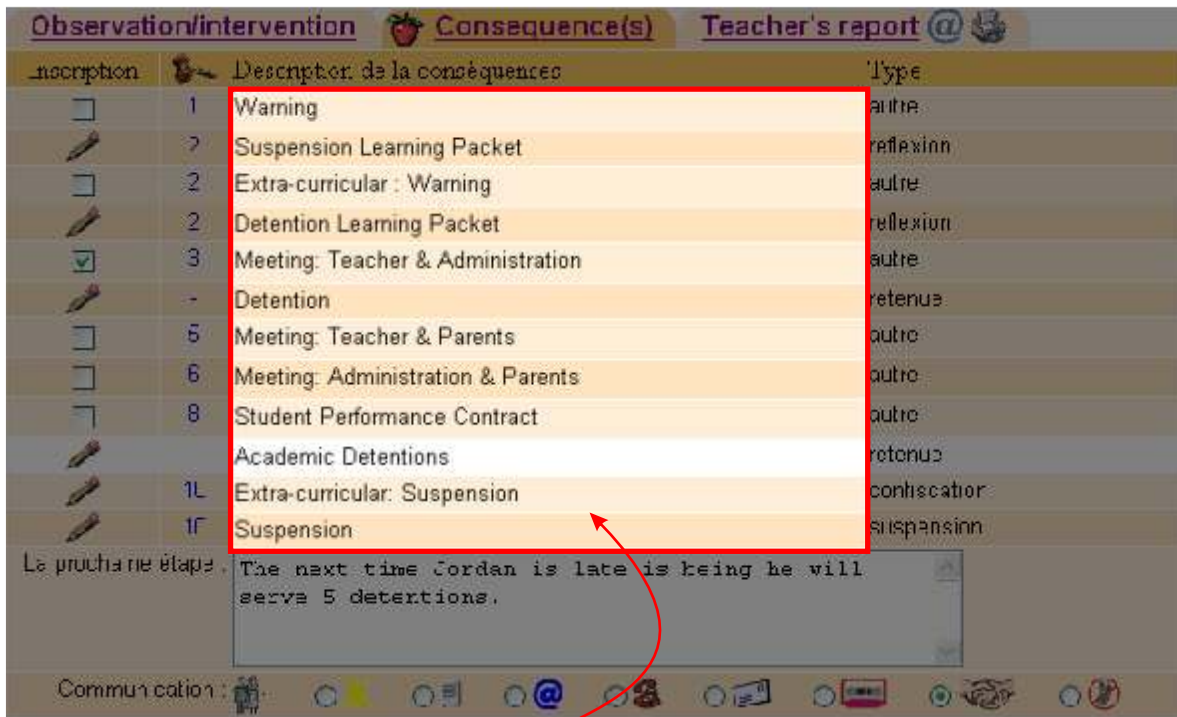 Observation/intervention Consequence(s) Teacher's report
Inscription Description de la conséquences Type
1 Warning autre
2 Suspension Learning Packet reflexion
2 Extra-curricular : Warning autre
2 Detention Learning Packet reflexion
3 Meeting: Teacher & Administration autre
- Detention retenue
5 Meeting: Teacher & Parents autre
6 Meeting: Administration & Parents autre
8 Student Performance Contract autre
Academic Detentions retenue
Extra-curricular: Suspension confiscation
Suspension suspension
La prochaine étape : The next time Jordan is late is being he will
serve 5 detentions.
Communication :